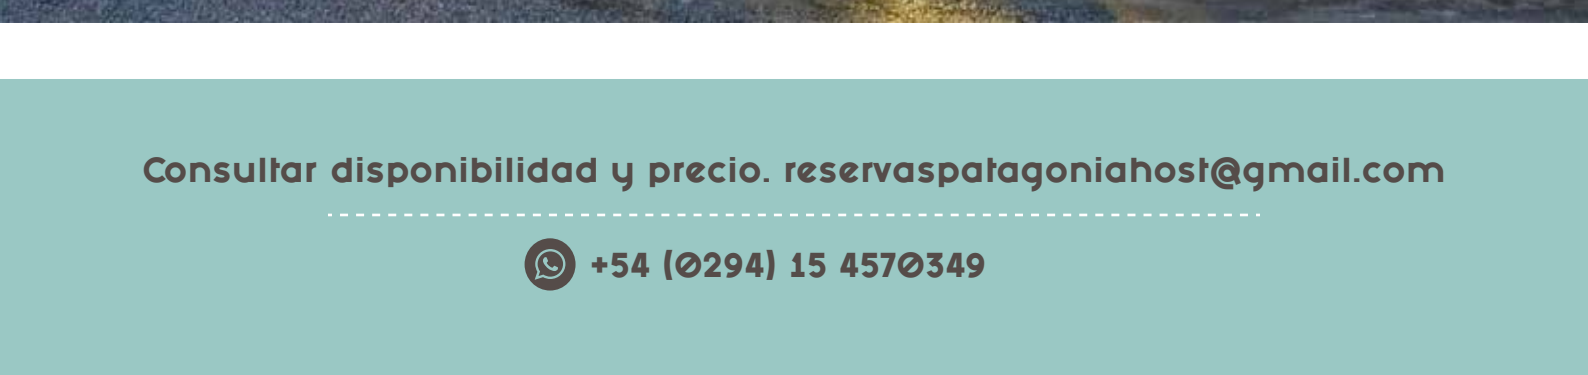 Consultar disponibilidad y precio. reservaspatagoniahost@gmail.com
+54 (0294) 15 4570349